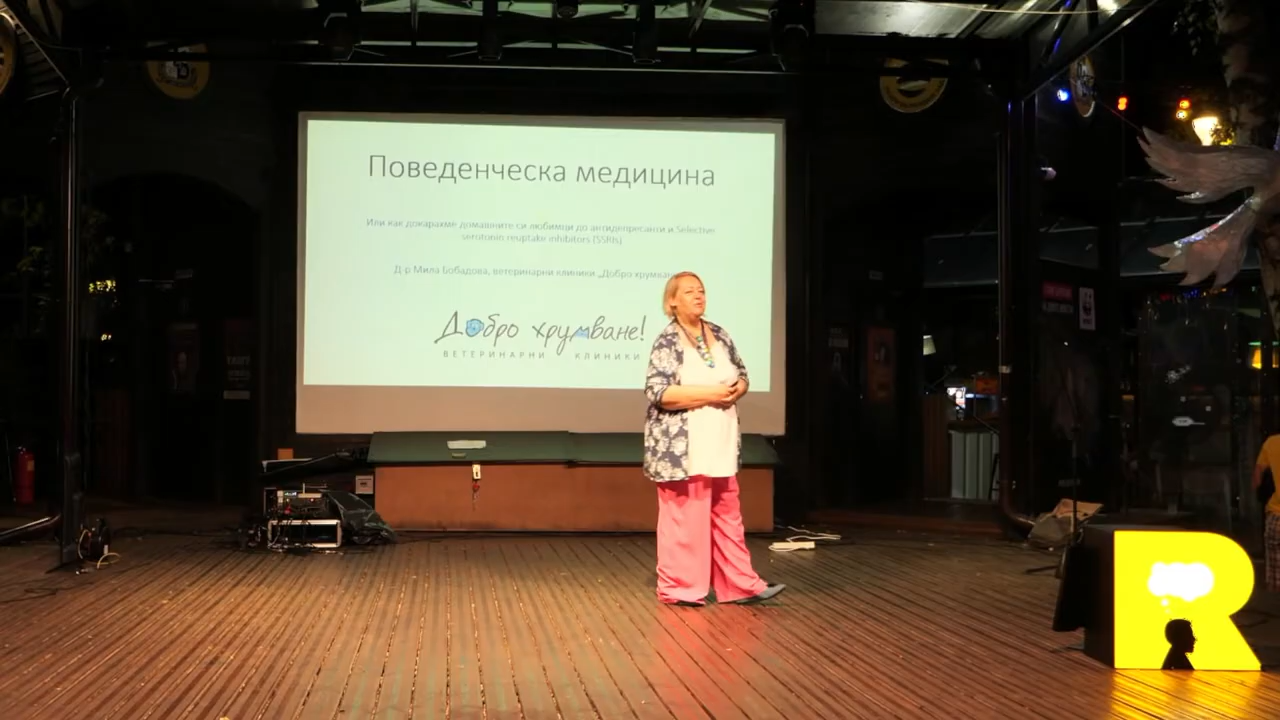 Поведенческа медицина
Или как докарахме домашните си любимци до антидепресанти и Selective
serotonin reuptake inhibitors (SSRIs)
Д-р Мила Бобадова, ветеринарни клиники „Добро хрумване
Добро хрумване!
ВЕТЕРИНАРНИ КЛИНИКИ
R